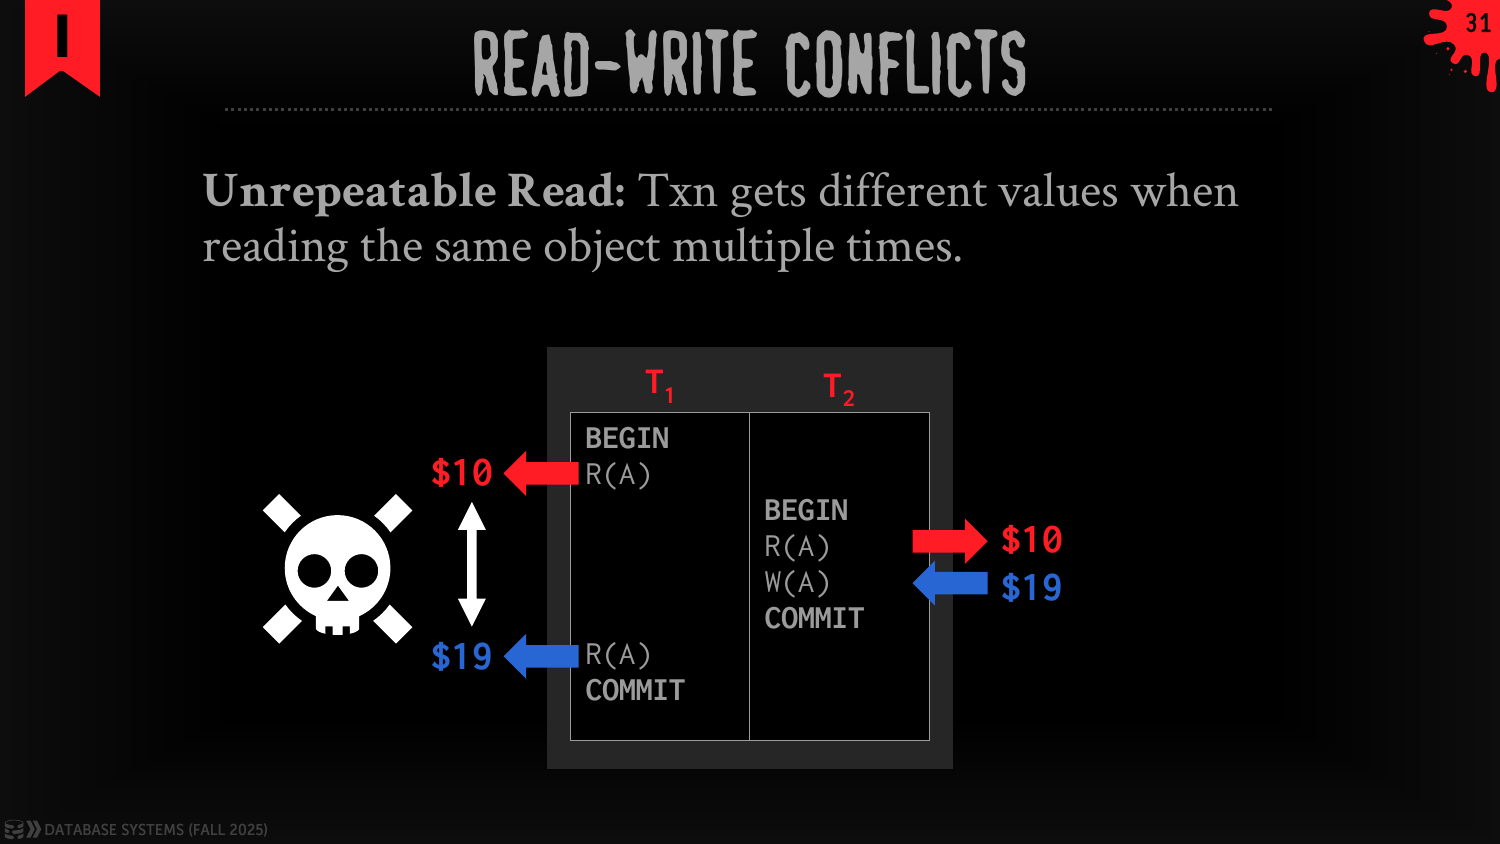 I
31
READ-WRITE CONFLICTS
Unrepeatable Read: Txn gets different values when
reading the same object multiple times.
T1
T2
BEGIN
$10
R(A)
BEGIN
R(A)
$10
W(A)
$19
COMMIT
$19
R(A)
COMMIT
DATABASE SYSTEMS (FALL 2025)